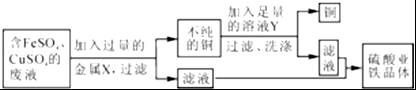 含FeSO₄、
CuSO₄的
废液
加入过量的
金属X,过滤
不纯
的铜
滤液
加入足量
的溶液Y
过滤、洗涤
铜
滤
液
硫酸亚
铁晶体